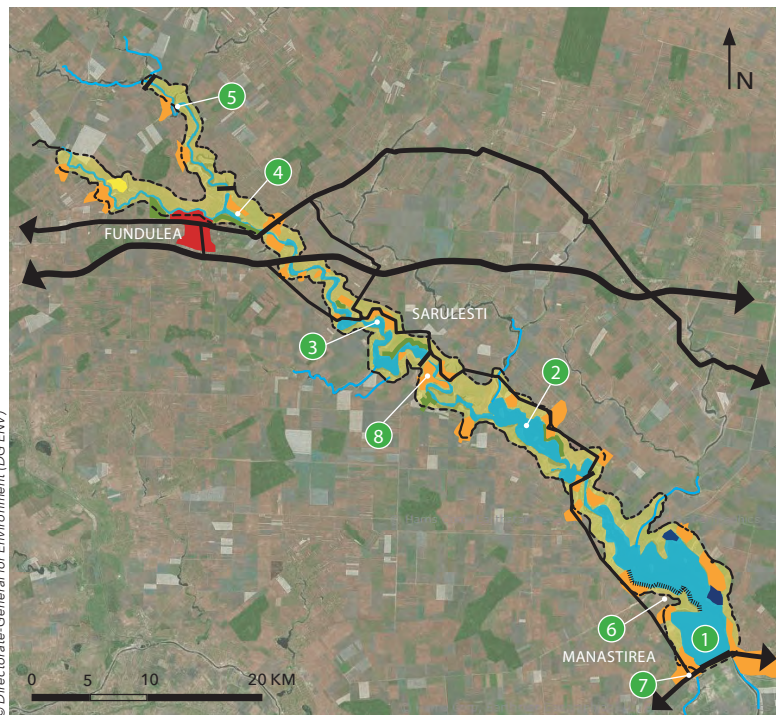 N
5
4
FUNDULEA
SARULESTI
3
2
8
6
1
MANASTIREA
7
0 5 10 20 KM
© Directorate-General for Environment (DG ENV)